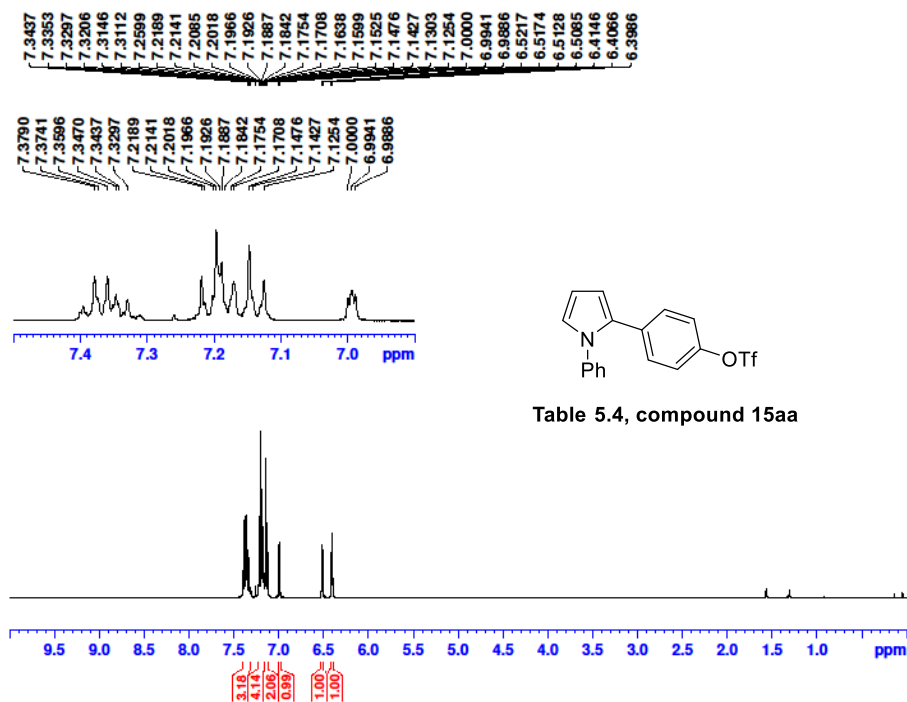 7.3437 7.3353 7.3297 7.3206 7.3146 7.3112 7.2599 7.2189 7.2141 7.2085 7.2018 7.1966 7.1926 7.1887 7.1842 7.1754 7.1708 7.1638 7.1599 7.1525 7.1476 7.1427 7.1303 7.1254 7.0000 6.9941 6.9886 6.5217 6.5174 6.5128 6.5085 6.4146 6.4066 6.3986
7.3790 7.3741 7.3596 7.3470 7.3437 7.3297 7.2189 7.2141 7.2018 7.1966 7.1926 7.1887 7.1842 7.1754 7.1708 7.1476 7.1427 7.1254 7.0000 6.9941 6.9886
7.4 7.3 7.2 7.1 7.0 ppm
N
Ph
OTf
Table 5.4, compound 15aa
9.5 9.0 8.5 8.0 7.5 7.0 6.5 6.0 5.5 5.0 4.5 4.0 3.5 3.0 2.5 2.0 1.5 1.0 ppm
3.18 4.14 2.06 0.99 1.00 1.00